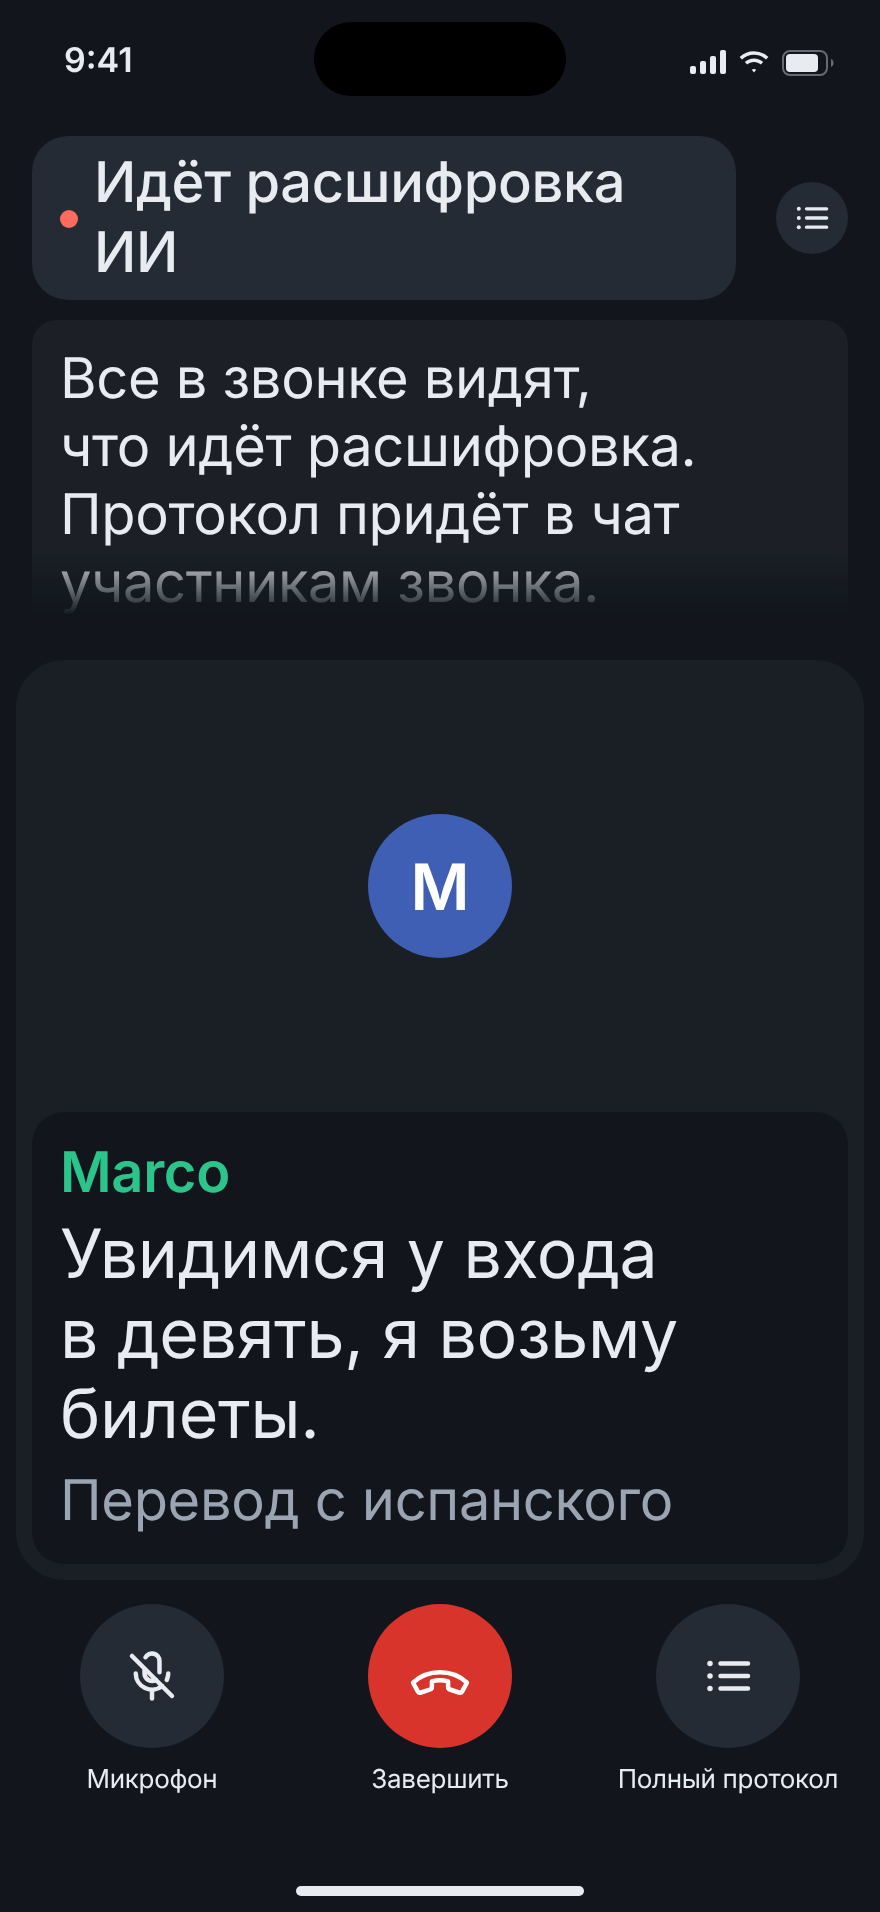 9:41
Идёт расшифровка
ИИ
Все в звонке видят,
что идёт расшифровка.
Протокол придёт в чат
участникам звонка.
M
Marco
Увидимся у входа
в девять, я возьму
билеты.
Перевод с испанского
Микрофон
Завершить
Полный протокол